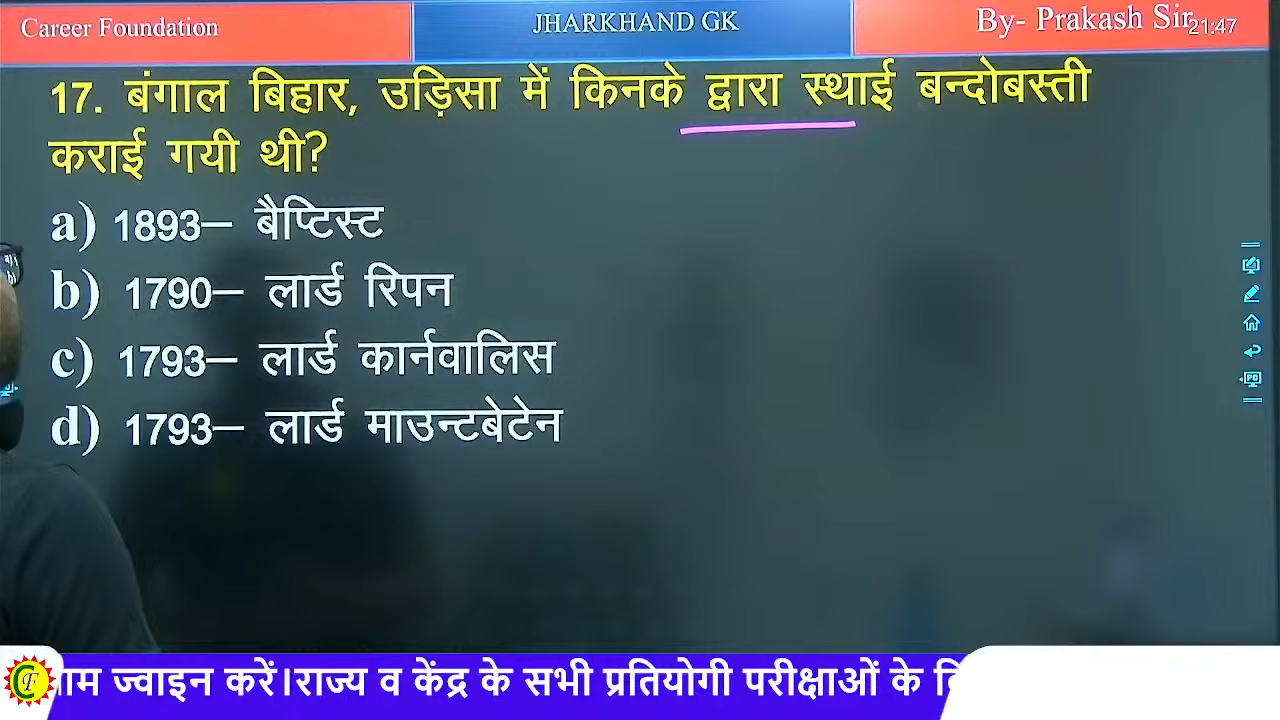 Career Foundation
JHARKHAND GK
By- Prakash Sir
21:47
17. बंगाल बिहार, उड़िसा में किनके द्वारा स्थाई बन्दोबस्ती
कराई गयी थी?
a) 1893– बैप्टिस्ट
b) 1790– लार्ड रिपन
c) 1793– लार्ड कार्नवालिस
d) 1793– लार्ड माउन्टबेटेन
ज्वाइन करें।राज्य व केंद्र के सभी प्रतियोगी परीक्षाओं के